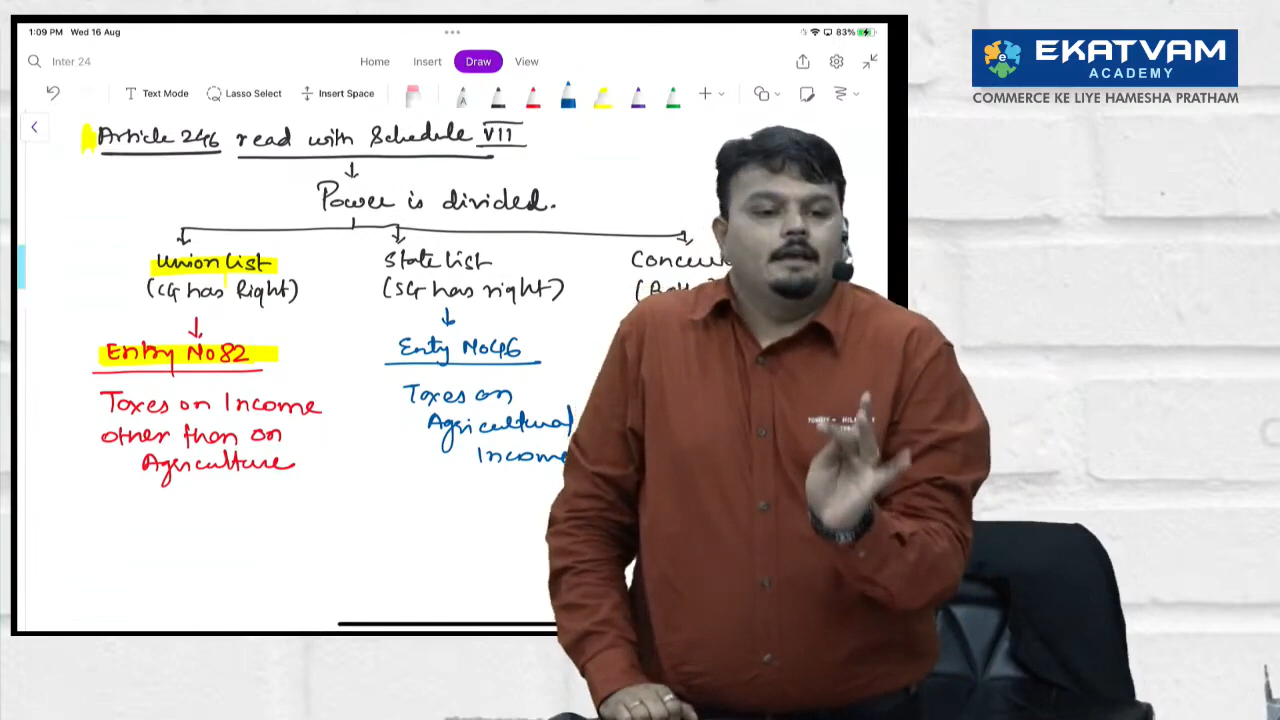 1:09 PM Wed 16 Aug
83%
EKATVAM
ACADEMY
COMMERCE KE LIYE HAMESHA PRATHAM
Inter 24
Home Insert Draw View
Text Mode Lasso Select Insert Space
Article 246 read with Schedule VII
Power is divided.
Union List State List
(CG has Right) (SG has right)
Entry No 82 Enty No 46
Taxes on Income Taxes on
other than on Agricultural
Agriculture Income